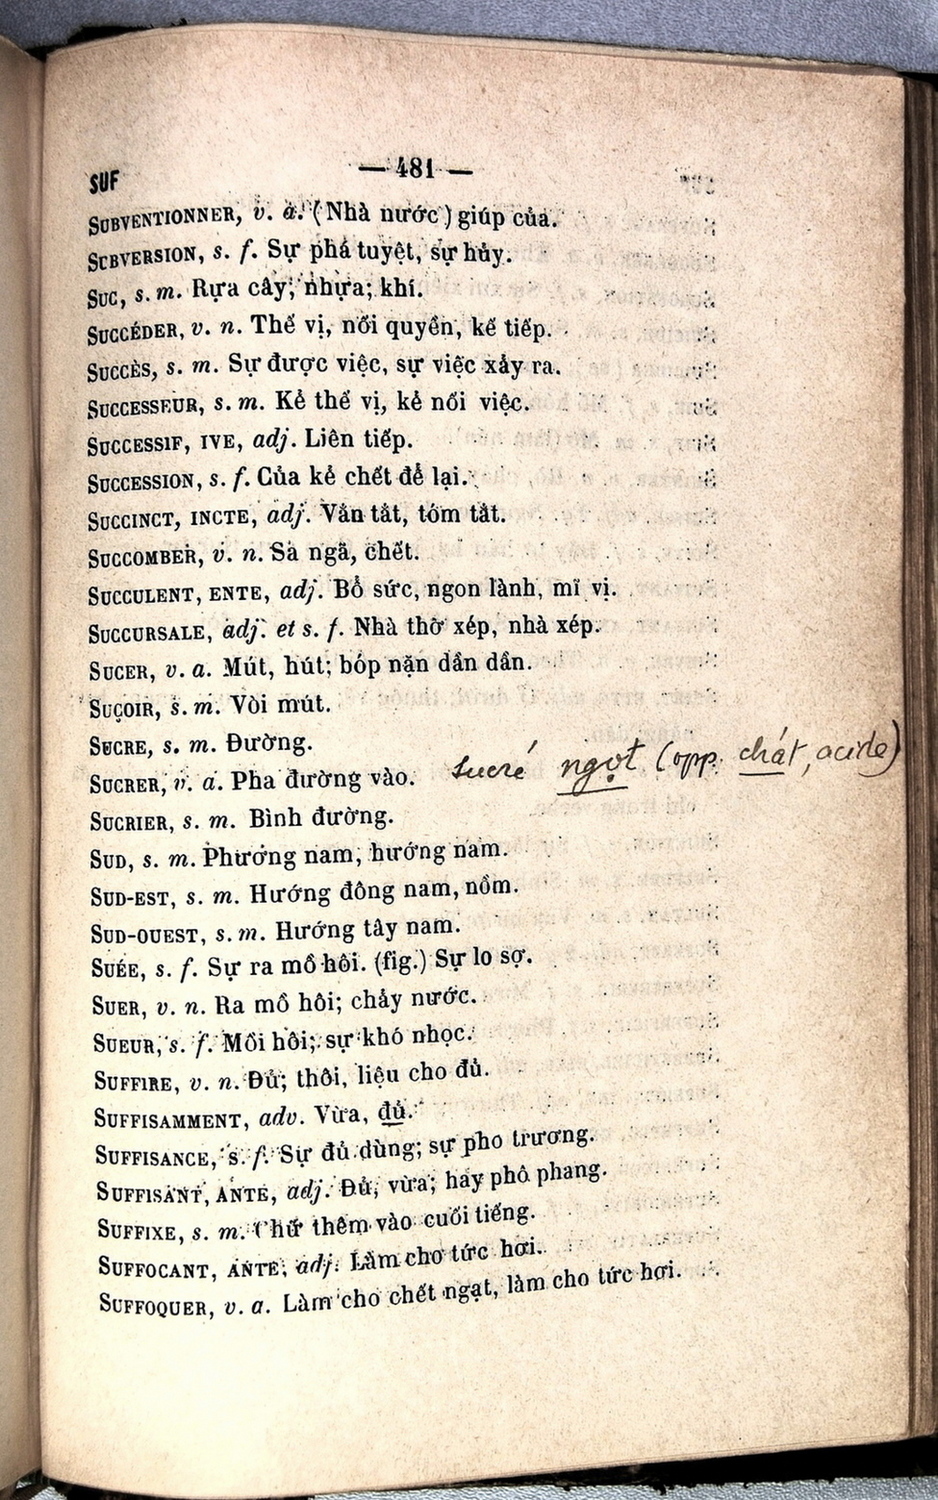 — 481 —
SUF
SUBVENTIONNER, v. a. (Nhà nước) giúp của.
SUBVERSION, s. f. Sự phá tuyệt, sự hủy.
SUC, s. m. Rựa cây; nhựa; khí.
SUCCÉDER, v. n. Thế vị, nối quyền, kế tiếp.
SUCCÈS, s. m. Sự được việc, sự việc xảy ra.
SUCCESSEUR, s. m. Kẻ thế vị, kẻ nối việc.
SUCCESSIF, IVE, adj. Liên tiếp.
SUCCESSION, s. f. Của kẻ chết để lại.
SUCCINCT, INCTE, adj. Vắn tắt, tóm tắt.
SUCCOMBER, v. n. Sa ngã, chết.
SUCCULENT, ENTE, adj. Bổ sức, ngon lành, mĩ vị.
SUCCURSALE, adj. et s. f. Nhà thờ xép, nhà xép.
SUCER, v. a. Mút, hút; bóp nặn dần dần.
SUÇOIR, s. m. Vòi mút.
SUCRE, s. m. Đường.
SUCRER, v. a. Pha đường vào. sucré ngọt (opp. chát, acide)
SUCRIER, s. m. Bình đường.
SUD, s. m. Phương nam, hướng nam.
SUD-EST, s. m. Hướng đông nam, nồm.
SUD-OUEST, s. m. Hướng tây nam.
SUÉE, s. f. Sự ra mồ hôi. (fig.) Sự lo sợ.
SUER, v. n. Ra mồ hôi; chảy nước.
SUEUR, s. f. Mồi hôi; sự khó nhọc.
SUFFIRE, v. n. Đủ; thôi, liệu cho đủ.
SUFFISAMMENT, adv. Vừa, đủ.
SUFFISANCE, s. f. Sự đủ dùng; sự pho trương.
SUFFISANT, ANTE, adj. Đủ; vừa; hay phô phang.
SUFFIXE, s. m. Chữ thêm vào cuối tiếng.
SUFFOCANT, ANTE, adj. Làm cho tức hơi.
SUFFOQUER, v. a. Làm cho chết ngạt, làm cho tức hơi.